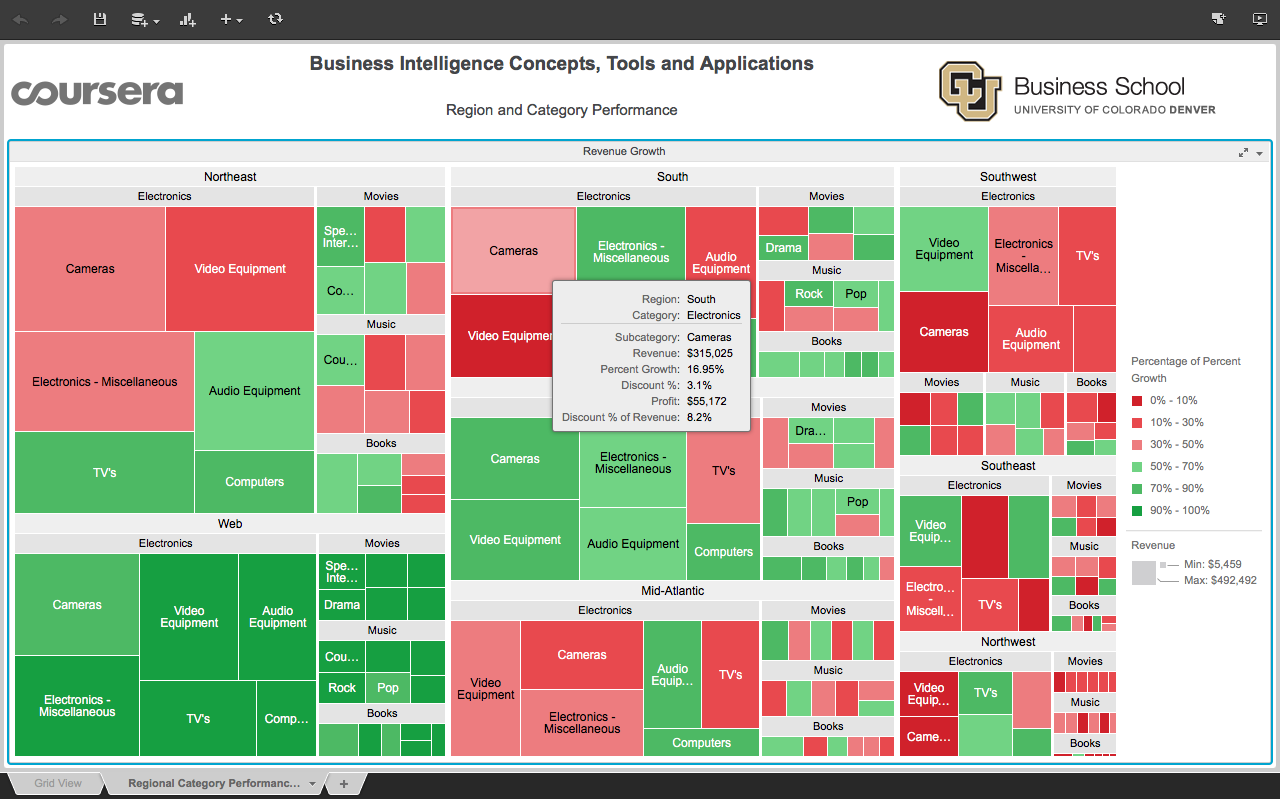 Business Intelligence Concepts, Tools and Applications
coursera
Region and Category Performance
CU
Business School
UNIVERSITY OF COLORADO DENVER
Revenue Growth
Northeast
Electronics
Movies
Cameras
Video Equipment
Spe...
Inter...
Co...
Music
Electronics - Miscellaneous
Audio Equipment
Cou...
Books
TV's
Computers
Web
Electronics
Movies
Cameras
Video
Equipment
Audio
Equipment
Spe...
Inte...
Drama
Music
Cou...
Rock
Pop
Electronics -
Miscellaneous
TV's
Comp...
Books
South
Electronics
Movies
Cameras
Electronics -
Miscellaneous
Audio
Equipment
Drama
Music
Rock
Pop
Video Equipmen
Books
Region: South
Category: Electronics
Subcategory: Cameras
Revenue: $315,025
Percent Growth: 16.95%
Discount %: 3.1%
Profit: $55,172
Discount % of Revenue: 8.2%
Movies
Cameras
Electronics -
Miscellaneous
TV's
Dra...
Music
Pop
Video Equipment
Audio Equipment
Computers
Books
Mid-Atlantic
Electronics
Movies
Video
Equipment
Cameras
Audio
Equip...
TV's
Music
Electronics -
Miscellaneous
Computers
Books
Southwest
Electronics
Video
Equipment
Electronics
-
Miscella...
TV's
Cameras
Audio
Equipment
Movies
Music
Books
Southeast
Electronics
Movies
Video
Equip...
Music
Electro...
-
Miscell...
TV's
Books
Northwest
Electronics
Movies
Video
Equip...
TV's
Music
Came...
Books
Percentage of Percent
Growth
0% - 10%
10% - 30%
30% - 50%
50% - 70%
70% - 90%
90% - 100%
Revenue
Min: $5,459
Max: $492,492
Grid View
Regional Category Performanc...
+